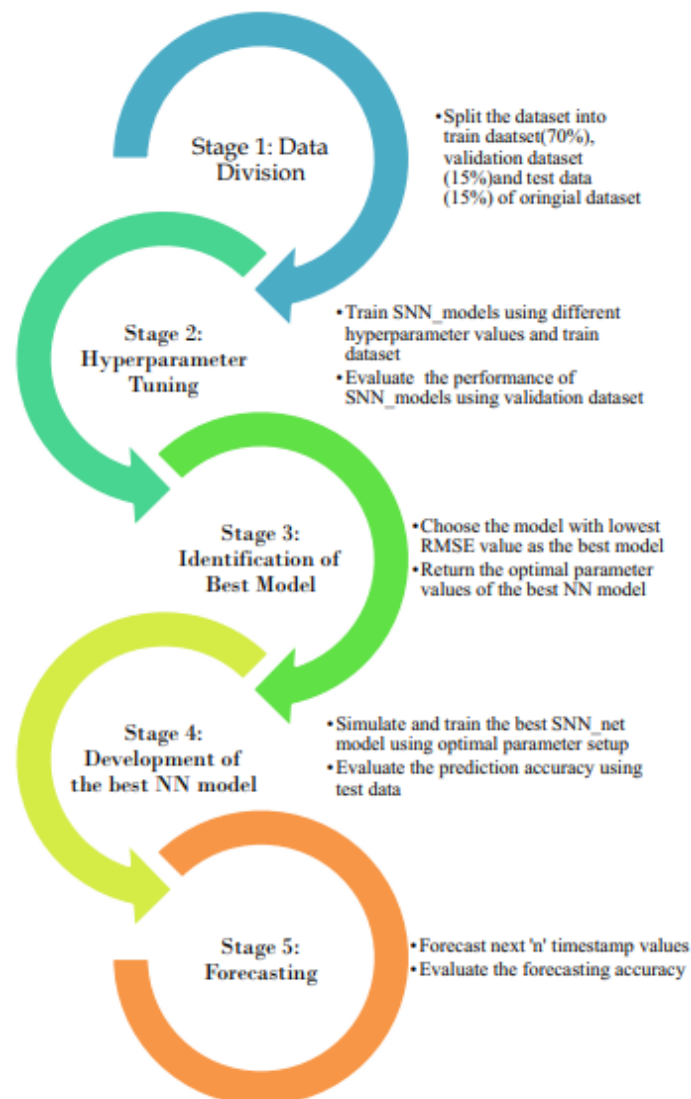 Stage 1: Data
Division
•Split the dataset into
train daatset(70%),
validation dataset
(15%)and test data
(15%) of oringial dataset
Stage 2:
Hyperparameter
Tuning
•Train SNN_models using different
hyperparameter values and train
dataset
•Evaluate the performance of
SNN_models using validation dataset
Stage 3:
Identification of
Best Model
•Choose the model with lowest
RMSE value as the best model
•Return the optimal parameter
values of the best NN model
Stage 4:
Development of
the best NN model
•Simulate and train the best SNN_net
model using optimal parameter setup
•Evaluate the prediction accuracy using
test data
Stage 5:
Forecasting
•Forecast next 'n' timestamp values
•Evaluate the forecasting accuracy